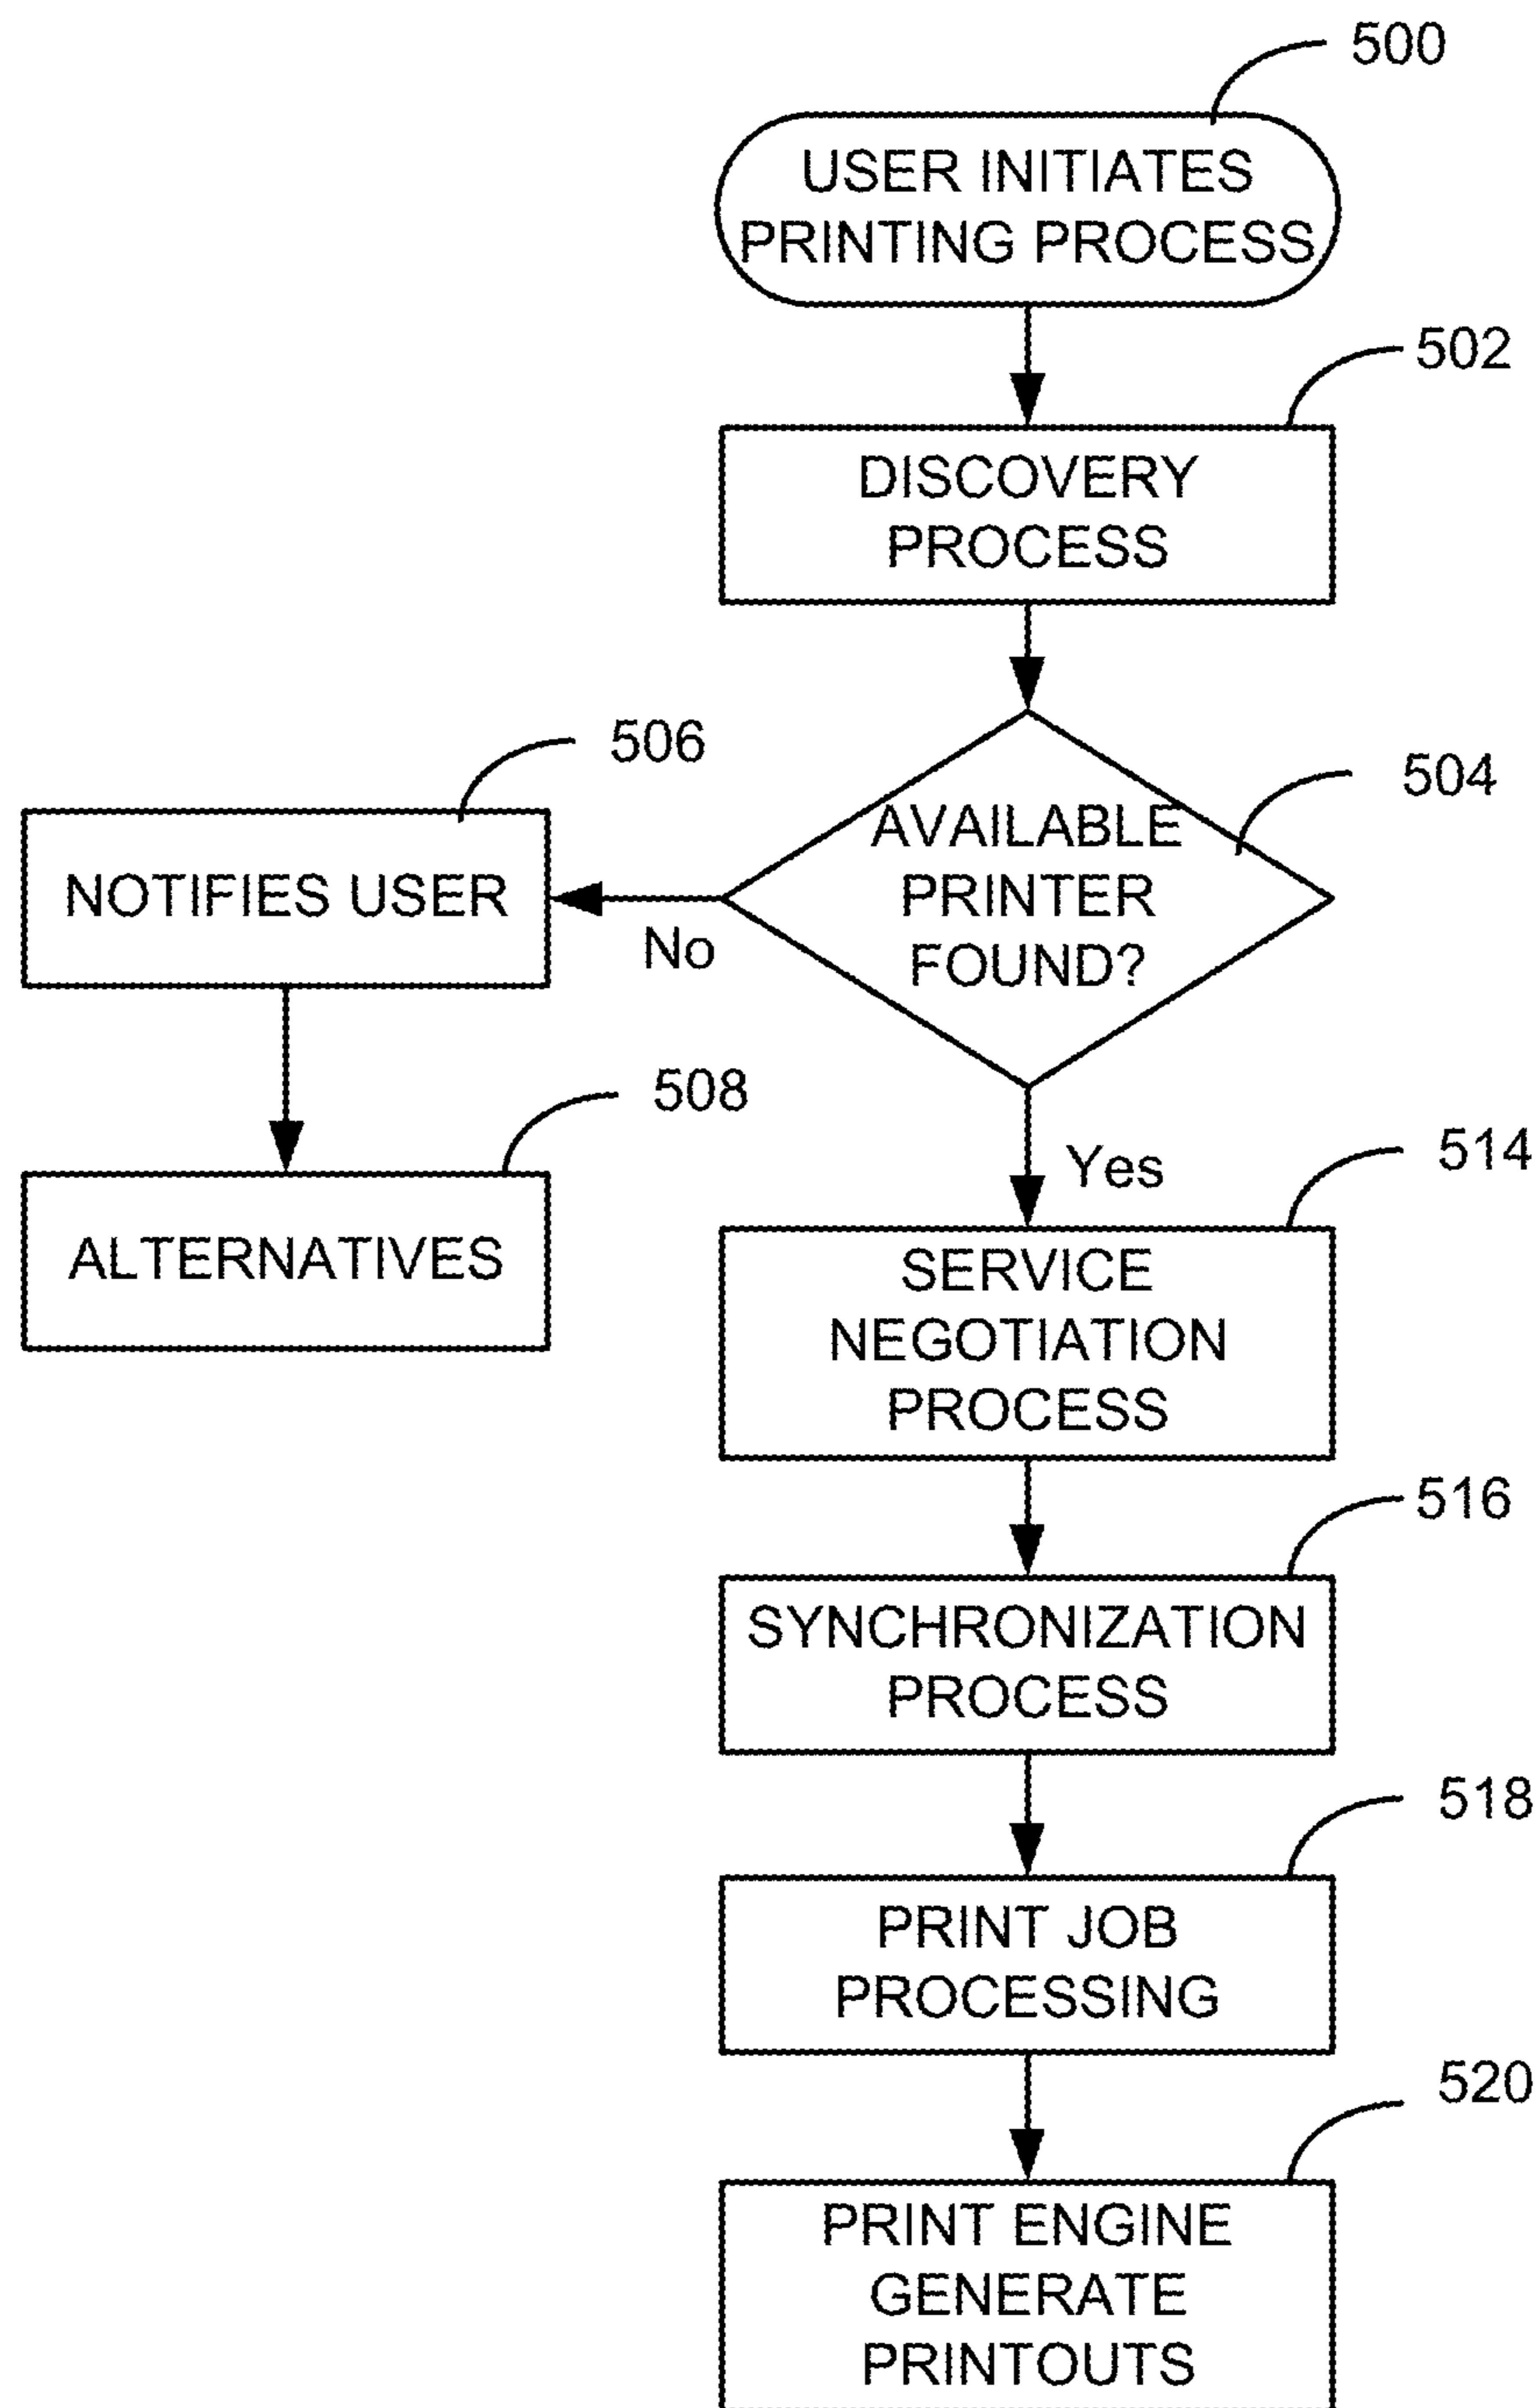 500
USER INITIATES
PRINTING PROCESS
502
DISCOVERY
PROCESS
504
AVAILABLE
PRINTER
FOUND?
506
NOTIFIES USER
No
508
ALTERNATIVES
Yes
514
SERVICE
NEGOTIATION
PROCESS
516
SYNCHRONIZATION
PROCESS
518
PRINT JOB
PROCESSING
520
PRINT ENGINE
GENERATE
PRINTOUTS